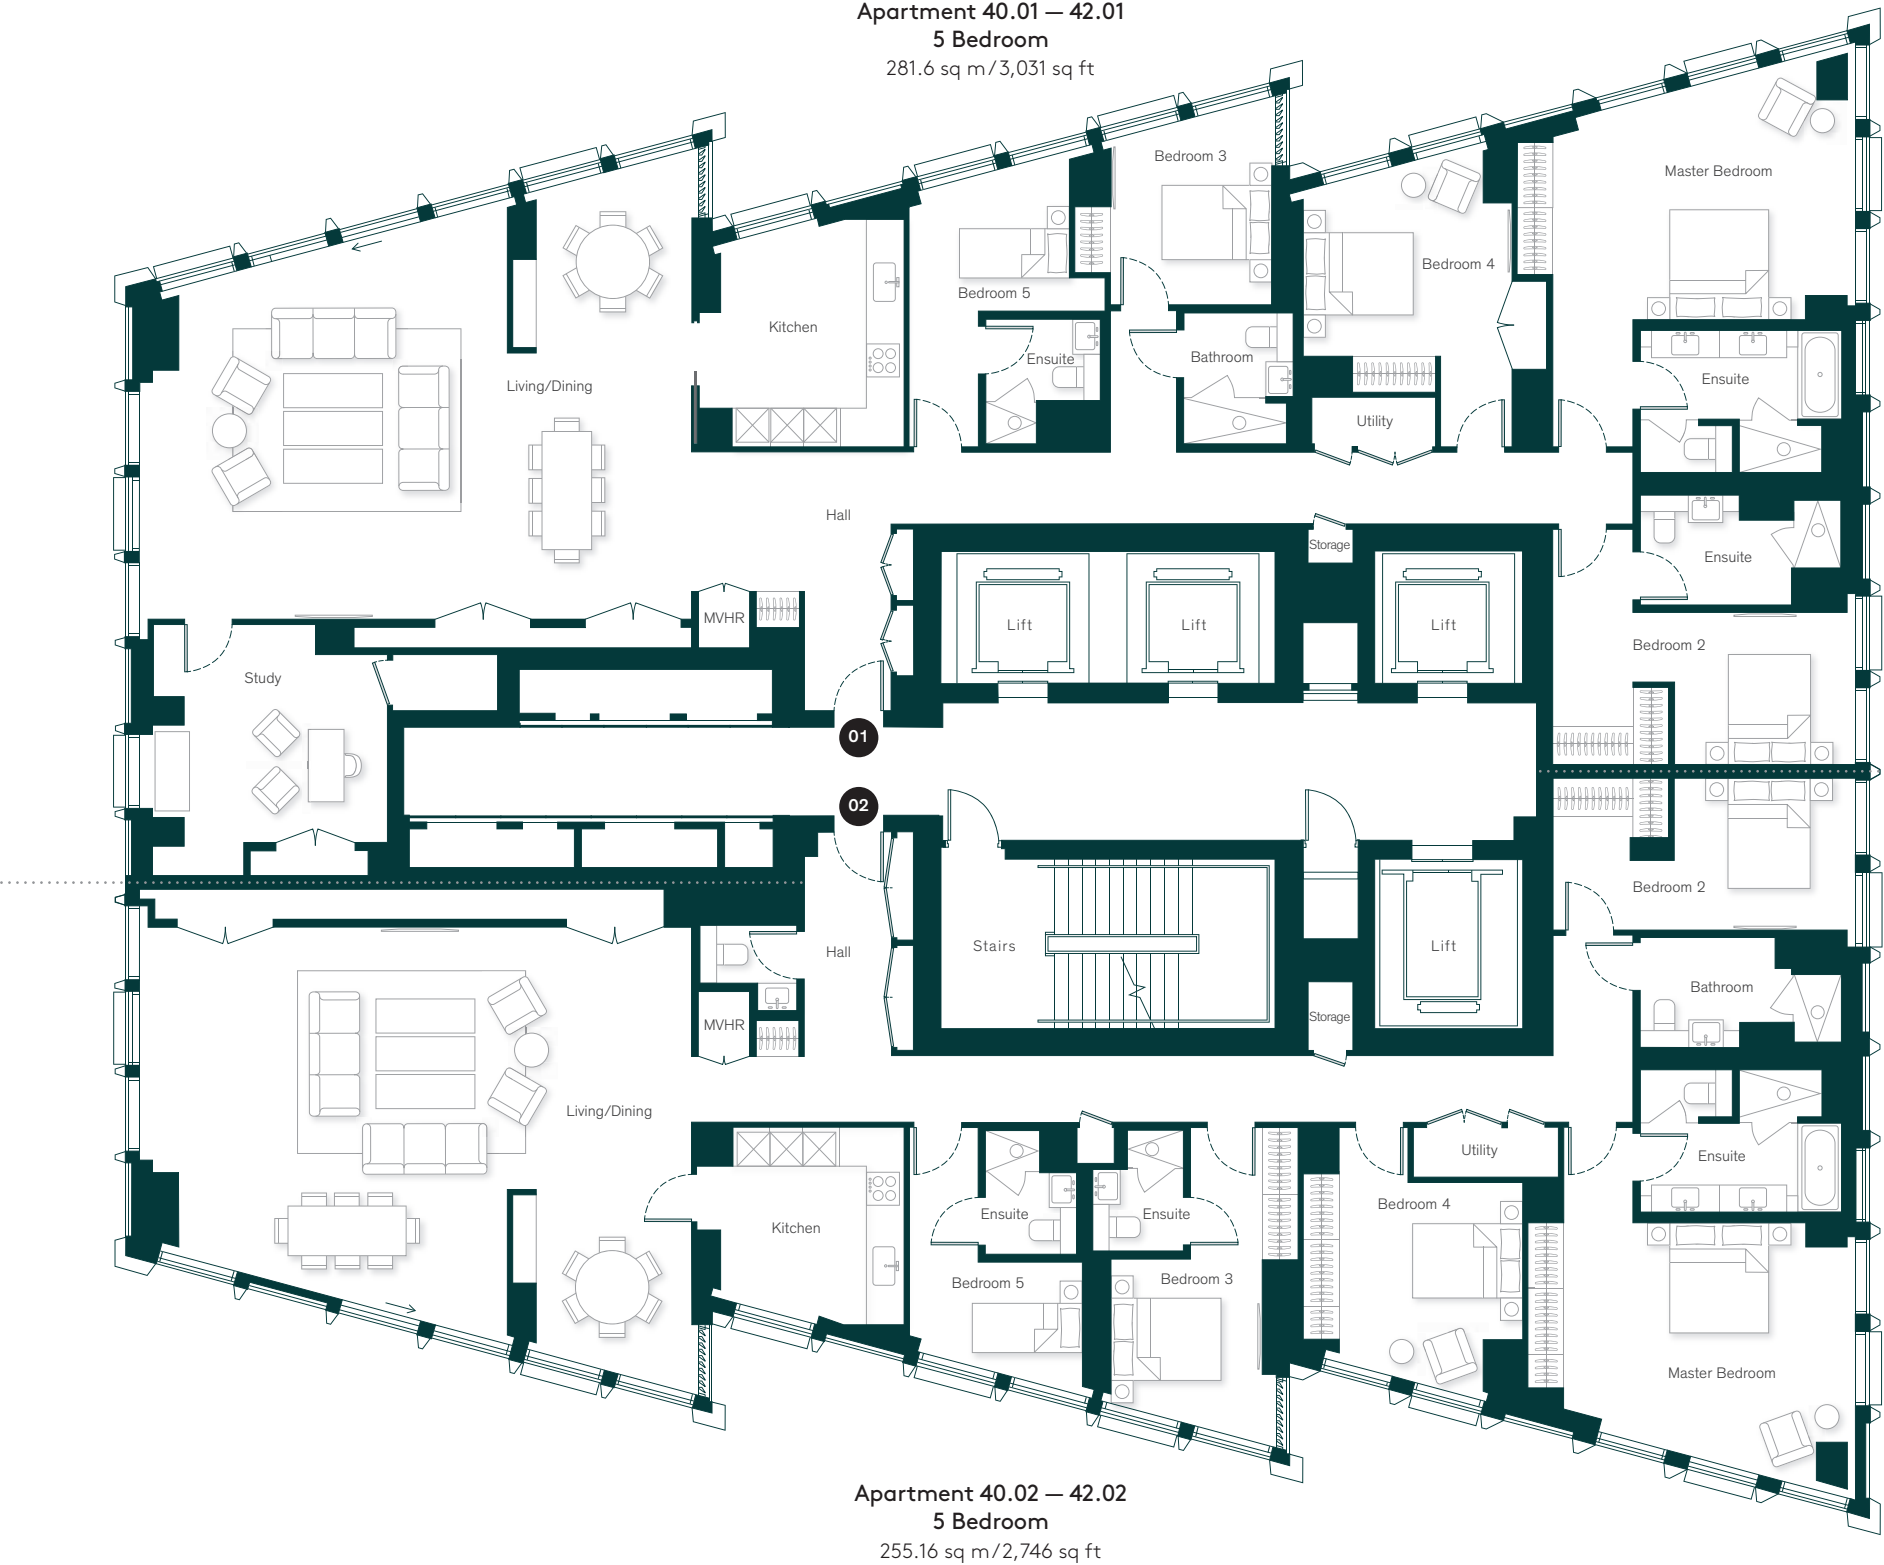 Apartment 40.01 — 42.01
5 Bedroom
281.6 sq m/3,031 sq ft
Bedroom 3
Master Bedroom
Bedroom 4
Bedroom 5
Kitchen
Ensuite
Bathroom
Ensuite
Living/Dining
Utility
Hall
Storage
Ensuite
MVHR
Lift
Lift
Lift
Bedroom 2
Study
01
02
Bedroom 2
Hall
Stairs
Lift
Bathroom
MVHR
Storage
Living/Dining
Utility
Ensuite
Bedroom 4
Ensuite
Ensuite
Kitchen
Bedroom 5
Bedroom 3
Master Bedroom
Apartment 40.02 — 42.02
5 Bedroom
255.16 sq m/2,746 sq ft